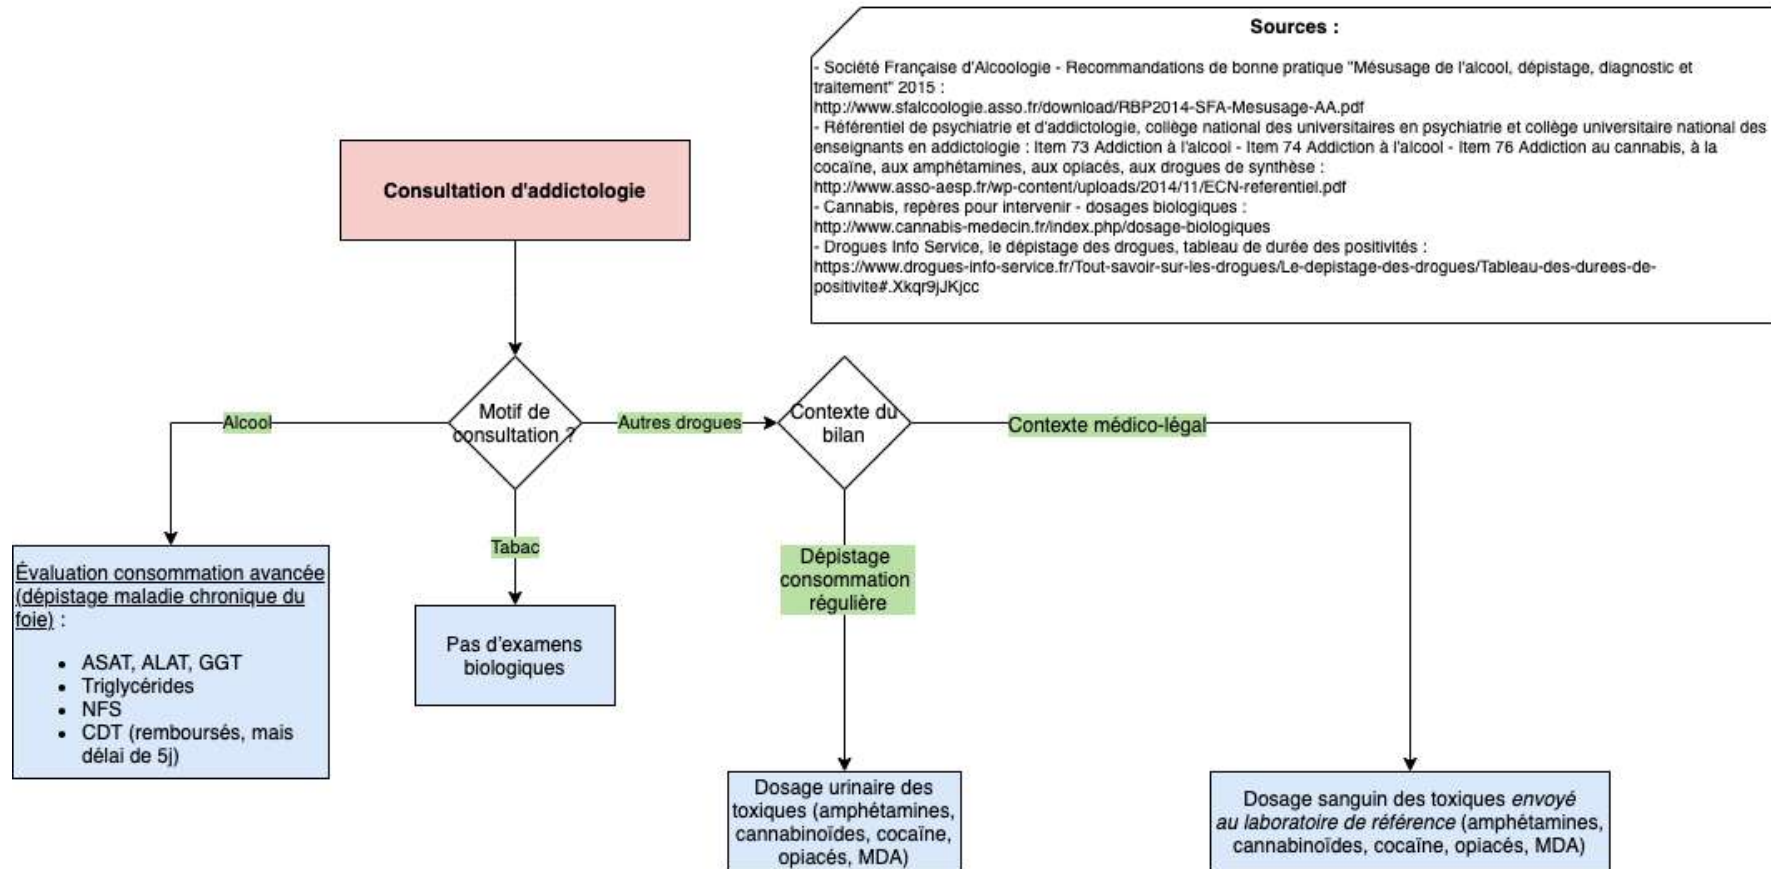 Sources :
- Société Française d'Alcoologie - Recommandations de bonne pratique "Mésusage de l'alcool, dépistage, diagnostic et
traitement" 2015 :
http://www.sfalcoologie.asso.fr/download/RBP2014-SFA-Mesusage-AA.pdf
- Référentiel de psychiatrie et d'addictologie, collège national des universitaires en psychiatrie et collège universitaire national des
enseignants en addictologie : Item 73 Addiction à l'alcool - Item 74 Addiction à l'alcool - Item 76 Addiction au cannabis, à la
cocaïne, aux amphétamines, aux opiacés, aux drogues de synthèse :
http://www.asso-aesp.fr/wp-content/uploads/2014/11/ECN-referentiel.pdf
- Cannabis, repères pour intervenir - dosages biologiques :
http://www.cannabis-medecin.fr/index.php/dosage-biologiques
- Drogues Info Service, le dépistage des drogues, tableau de durée des positivités :
https://www.drogues-info-service.fr/Tout-savoir-sur-les-drogues/Le-depistage-des-drogues/Tableau-des-durees-de-
positivite#.Xkqr9jJKjcc
Consultation d'addictologie
Motif de
consultation ?
Alcool
Autres drogues
Contexte du
bilan
Contexte médico-légal
Tabac
Dépistage
consommation
régulière
Évaluation consommation avancée
(dépistage maladie chronique du
foie) :
• ASAT, ALAT, GGT
• Triglycérides
• NFS
• CDT (remboursés, mais
délai de 5j)
Pas d'examens
biologiques
Dosage urinaire des
toxiques (amphétamines,
cannabinoïdes, cocaïne,
opiacés, MDA)
Dosage sanguin des toxiques envoyé
au laboratoire de référence (amphétamines,
cannabinoïdes, cocaïne, opiacés, MDA)